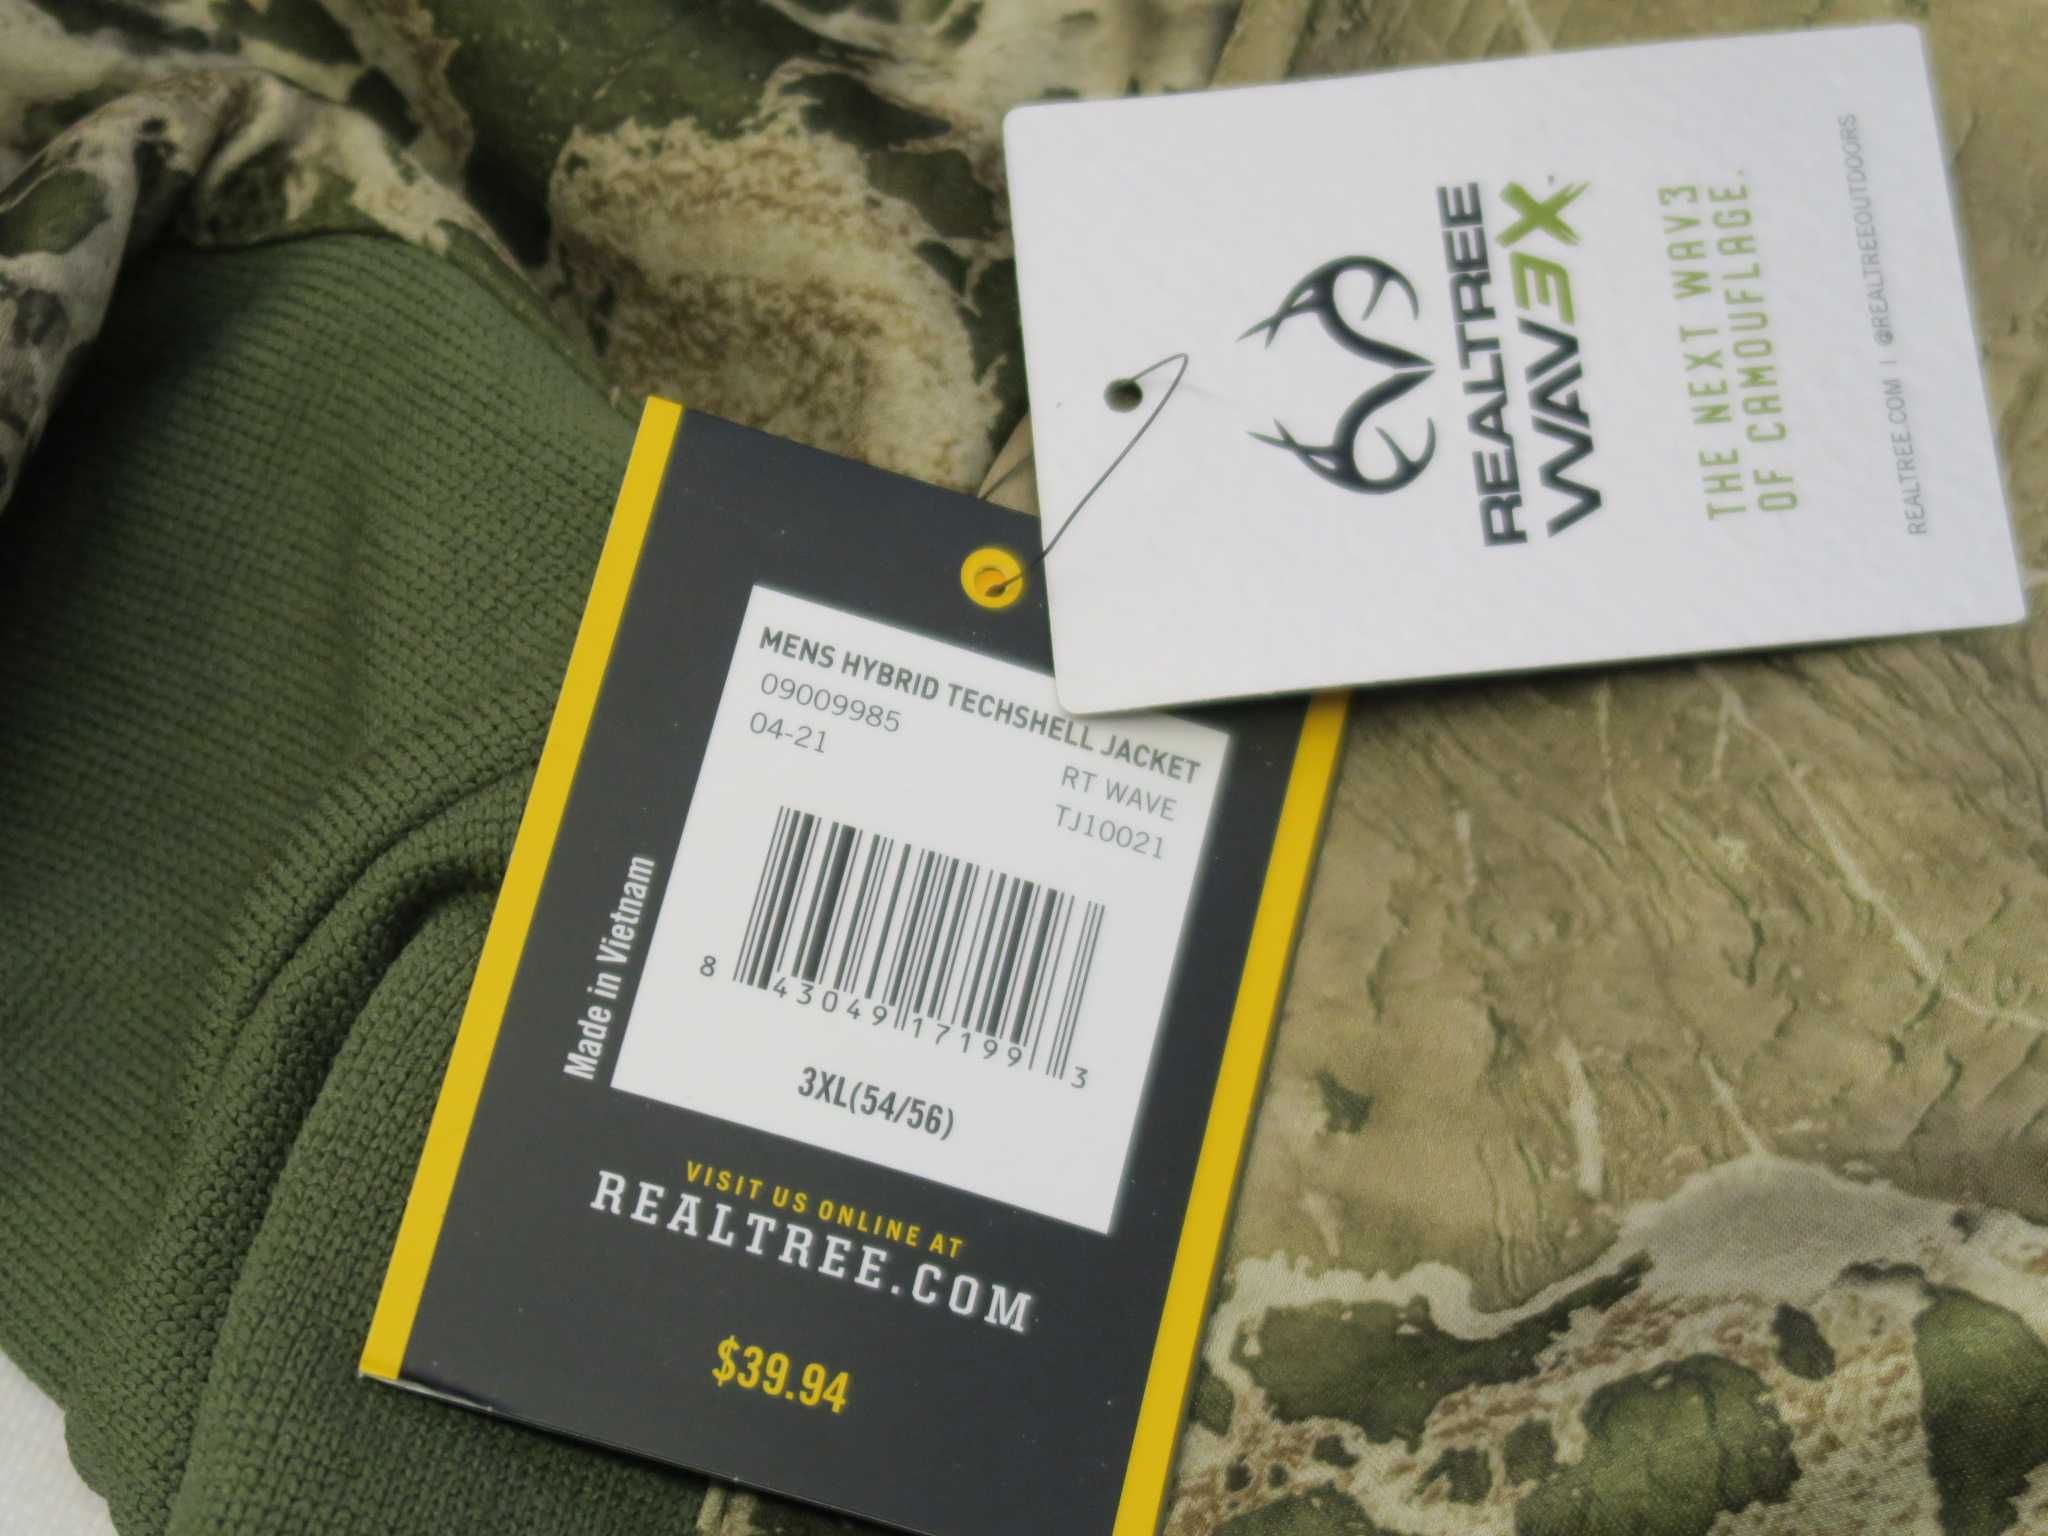 REALTREE
WAV3X™
THE NEXT WAV3
OF CAMOUFLAGE.
REALTREE.COM | @REALTREEOUTDOORS
MENS HYBRID TECHSHELL JACKET
09009985
04-21
RT WAVE
TJ10021
8 43049 17199 3
3XL(54/56)
Made in Vietnam
VISIT US ONLINE AT
REALTREE.COM
$39.94